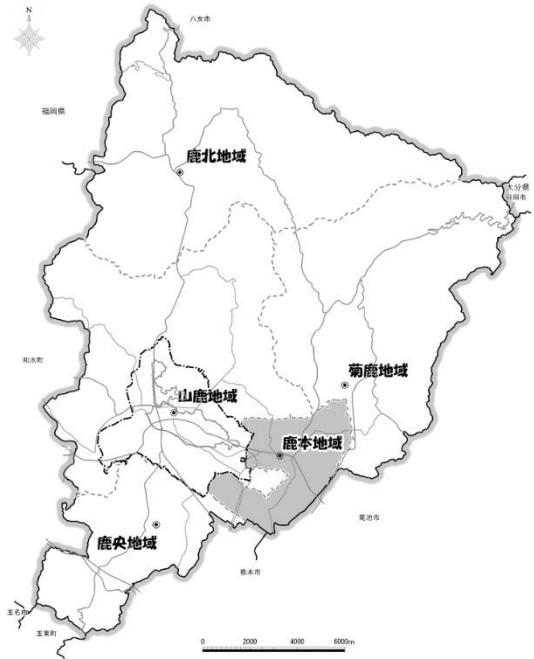 N
八女市
福岡県
鹿北地域
大分県
日田市
菊鹿地域
和水町
山鹿地域
鹿本地域
菊池市
鹿央地域
熊本市
玉名市
玉東町
0 2000 4000 6000m